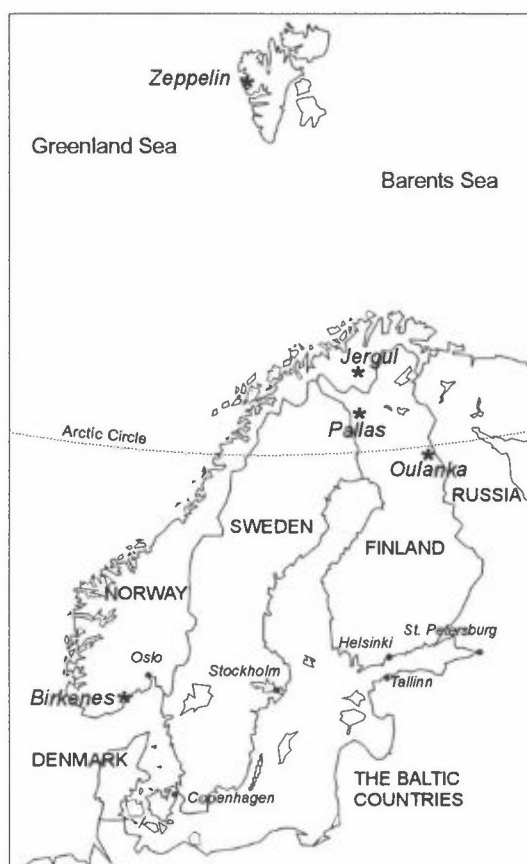 Zeppelin
Greenland Sea
Barents Sea
Jergul
Pallas
Arctic Circle
Oulanka
RUSSIA
SWEDEN
FINLAND
NORWAY
St. Petersburg
Helsinki
Oslo
Stockholm
Tallinn
Birkenes
DENMARK
Copenhagen
THE BALTIC
COUNTRIES